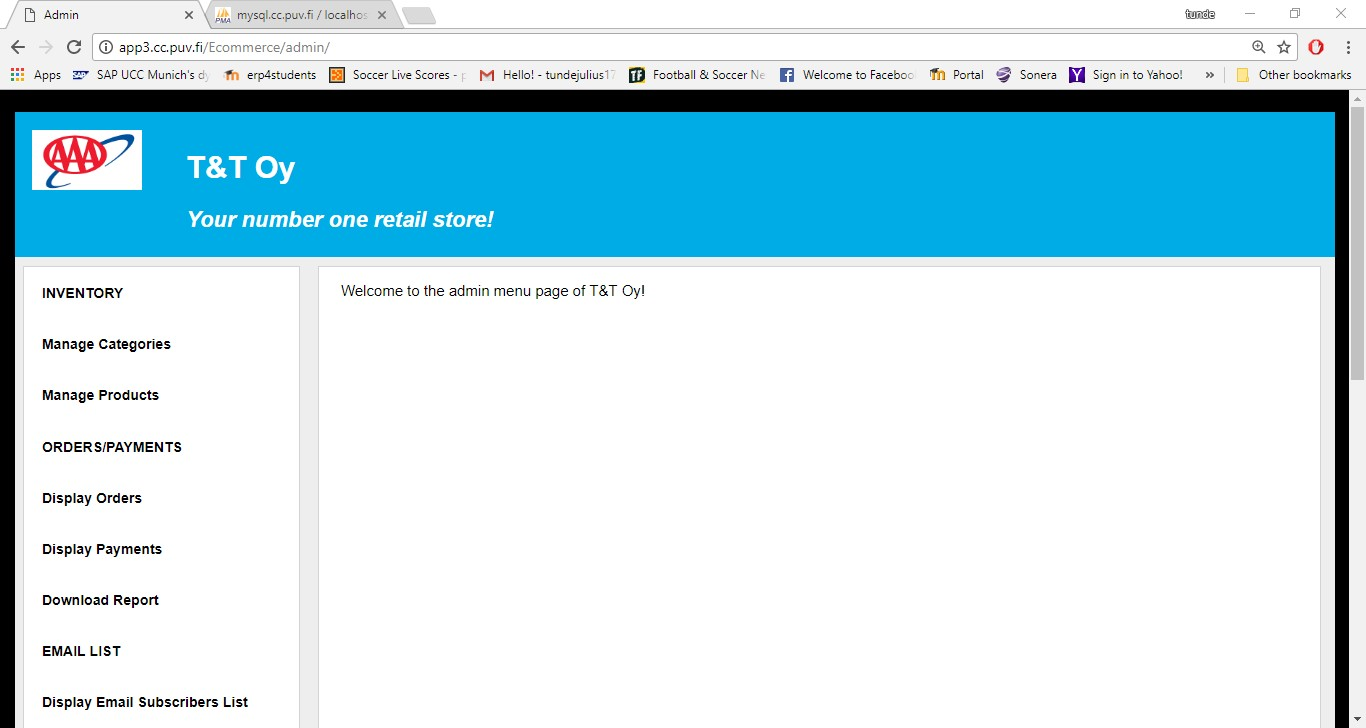 Admin
mysql.cc.puv.fi / localhos
tunde
app3.cc.puv.fi/Ecommerce/admin/
Apps SAP UCC Munich's dy erp4students Soccer Live Scores - p Hello! - tundejulius17 TF Football & Soccer Ne Welcome to Faceboo Portal Sonera Sign in to Yahoo! » Other bookmarks
AAA
T&T Oy
Your number one retail store!
INVENTORY
Manage Categories
Manage Products
ORDERS/PAYMENTS
Display Orders
Display Payments
Download Report
EMAIL LIST
Display Email Subscribers List
Welcome to the admin menu page of T&T Oy!